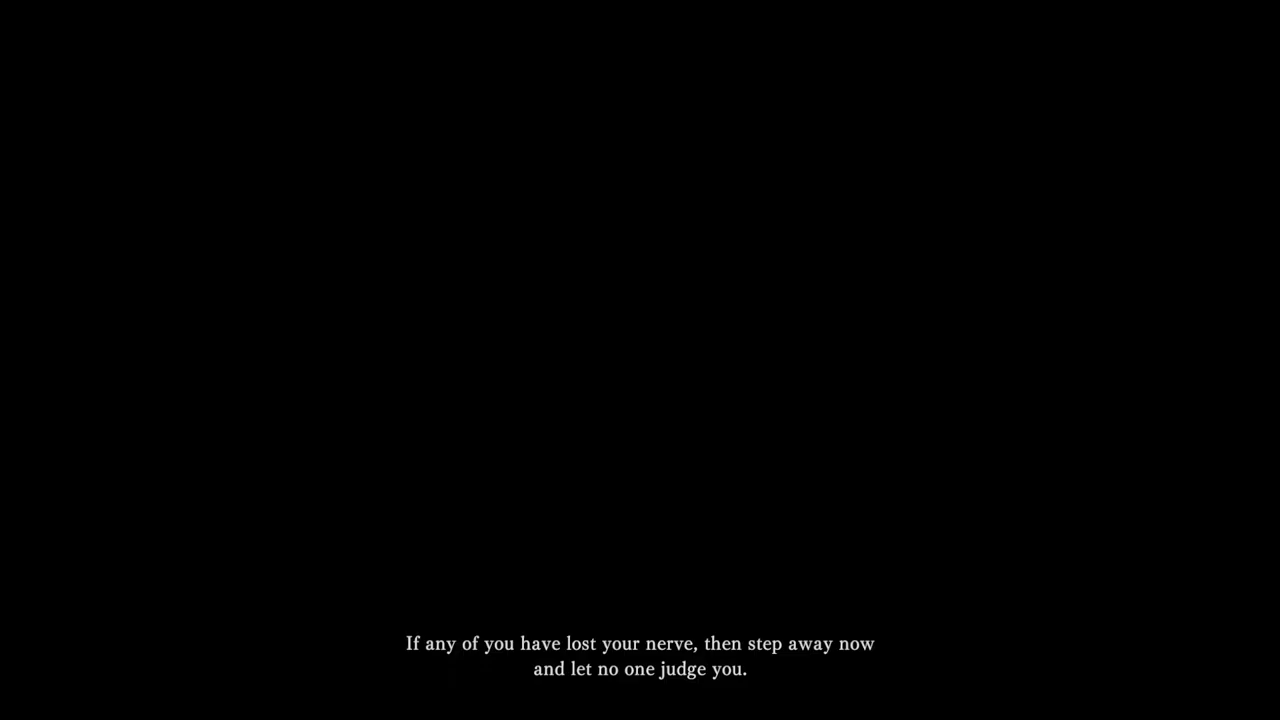 If any of you have lost your nerve, then step away now
and let no one judge you.